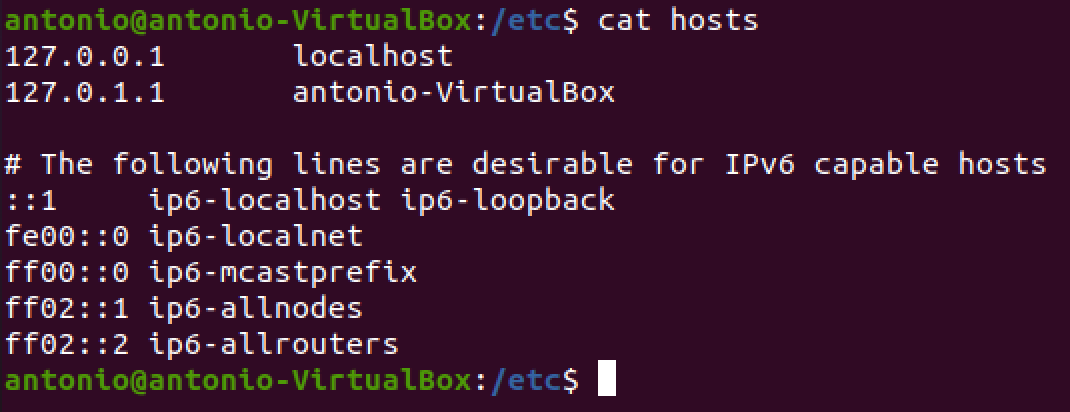 antonio@antonio-VirtualBox:/etc$ cat hosts
127.0.0.1       localhost
127.0.1.1       antonio-VirtualBox

# The following lines are desirable for IPv6 capable hosts
::1     ip6-localhost ip6-loopback
fe00::0 ip6-localnet
ff00::0 ip6-mcastprefix
ff02::1 ip6-allnodes
ff02::2 ip6-allrouters
antonio@antonio-VirtualBox:/etc$